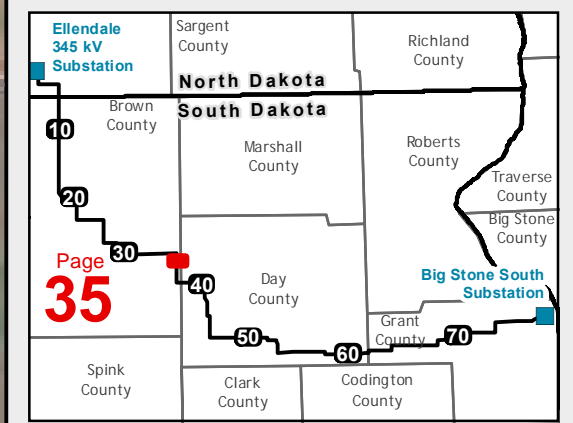 Ellendale
345 kV
Substation
Sargent
County
Richland
County
North Dakota
South Dakota
Brown
County
10
Marshall
County
Roberts
County
Traverse
County
20
Big Stone
County
30
Page
35
40
Day
County
Big Stone South
Substation
Grant
County
50
60
70
Spink
County
Clark
County
Codington
County